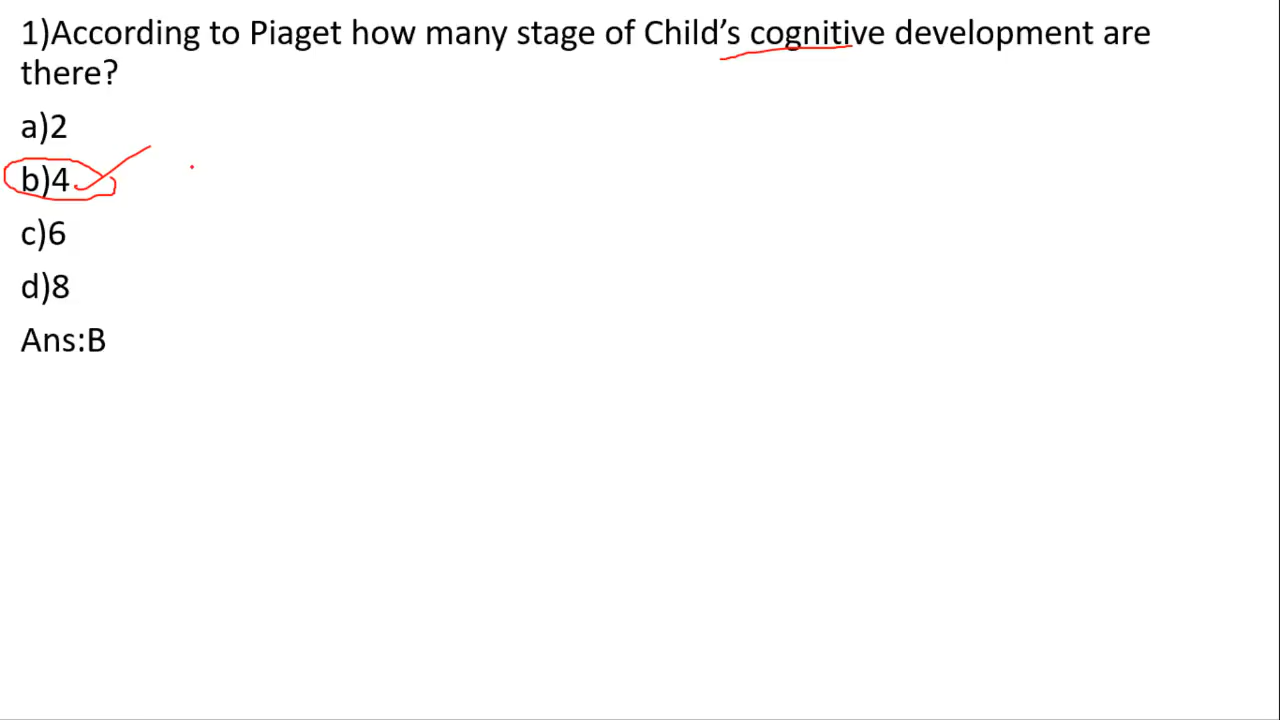 1)According to Piaget how many stage of Child’s cognitive development are
there?
a)2
b)4
c)6
d)8
Ans:B